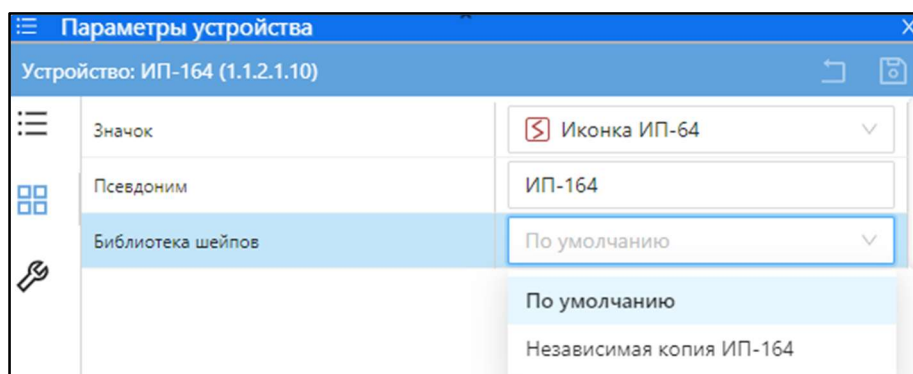 Параметры устройства
Устройство: ИП-164 (1.1.2.1.10)
Значок
Иконка ИП-64
Псевдоним
ИП-164
Библиотека шейпов
По умолчанию
По умолчанию
Независимая копия ИП-164